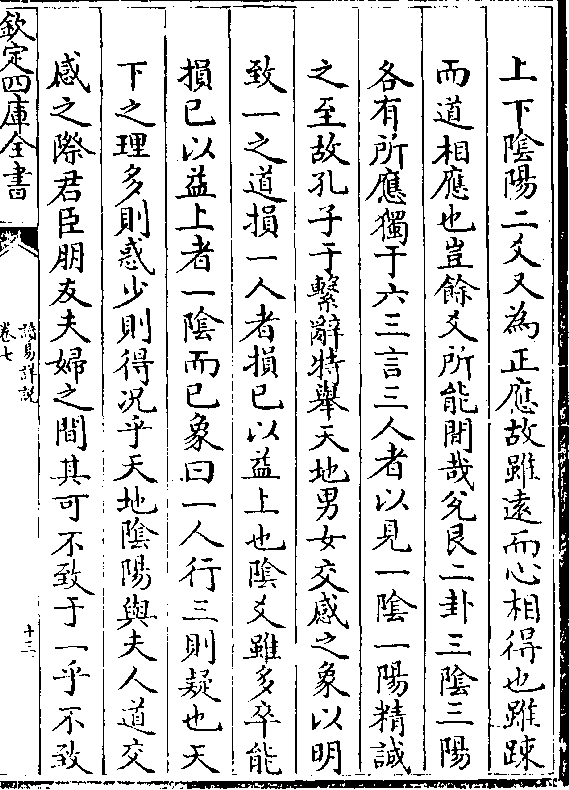 上下陰陽二爻又為正應故雖遠而心相得也雖踈
而道相應也豈餘爻所能間哉兊艮二卦三陰三陽
各有所應獨于六三言三人者以見一陰一陽精誠
之至故孔子于繫辭特舉天地男女交感之象以明
致一之道損一人者損已以益上也陰爻雖多卒能
損已以益上者一陰而已象曰一人行三則疑也天
下之理多則惑少則得况乎天地陰陽與夫人道交
感之際君臣朋友夫婦之間其可不致于一乎不致
欽定四庫全書
讀易詳說
卷七
十三